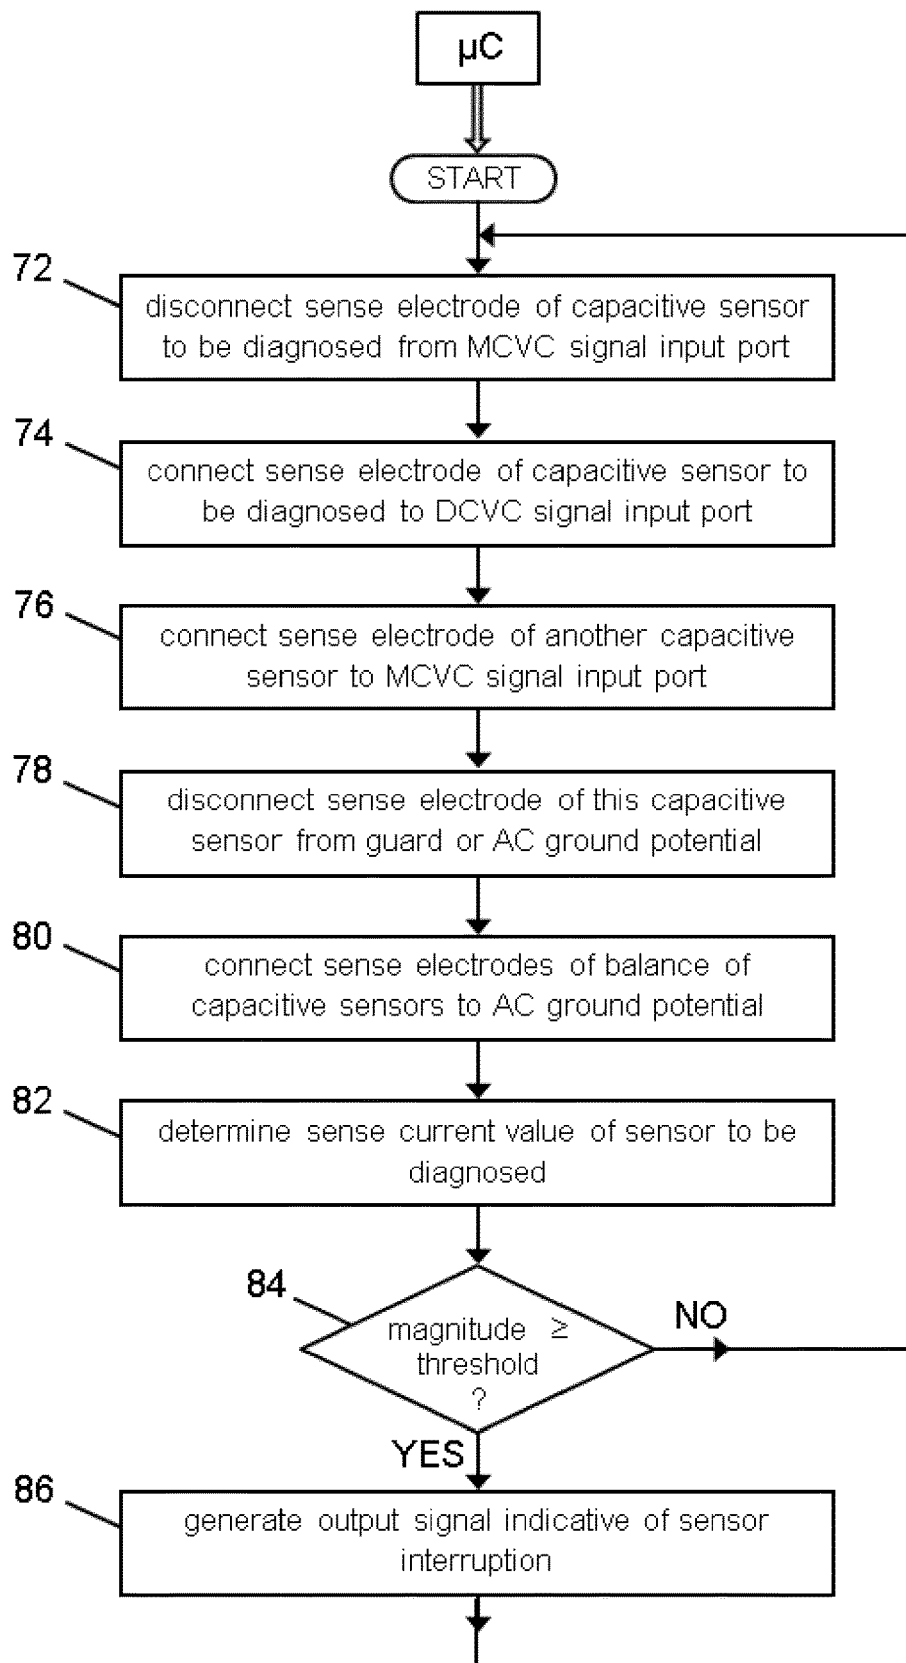 µC
START
72
disconnect sense electrode of capacitive sensor
to be diagnosed from MCVC signal input port
74
connect sense electrode of capacitive sensor to
be diagnosed to DCVC signal input port
76
connect sense electrode of another capacitive
sensor to MCVC signal input port
78
disconnect sense electrode of this capacitive
sensor from guard or AC ground potential
80
connect sense electrodes of balance of
capacitive sensors to AC ground potential
82
determine sense current value of sensor to be
diagnosed
84
magnitude ≥
threshold
?
NO
YES
86
generate output signal indicative of sensor
interruption